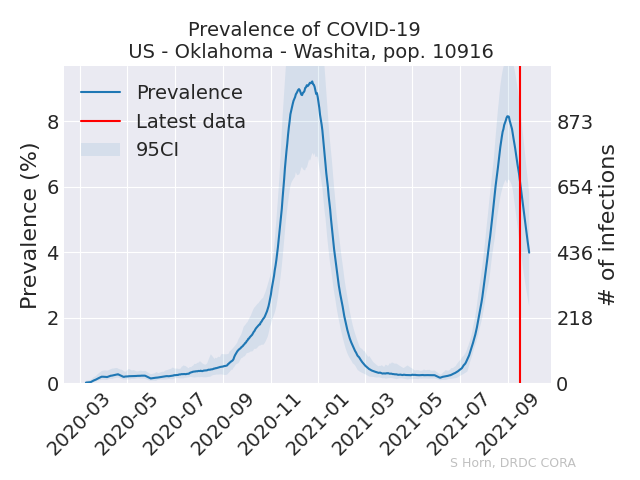 Prevalence of COVID-19
US - Oklahoma - Washita, pop. 10916
Prevalence
Latest data
95CI
Prevalence (%)
8
6
4
2
0
873
654
436
218
0
# of infections
2020-03
2020-05
2020-07
2020-09
2020-11
2021-01
2021-03
2021-05
2021-07
2021-09
S Horn, DRDC CORA